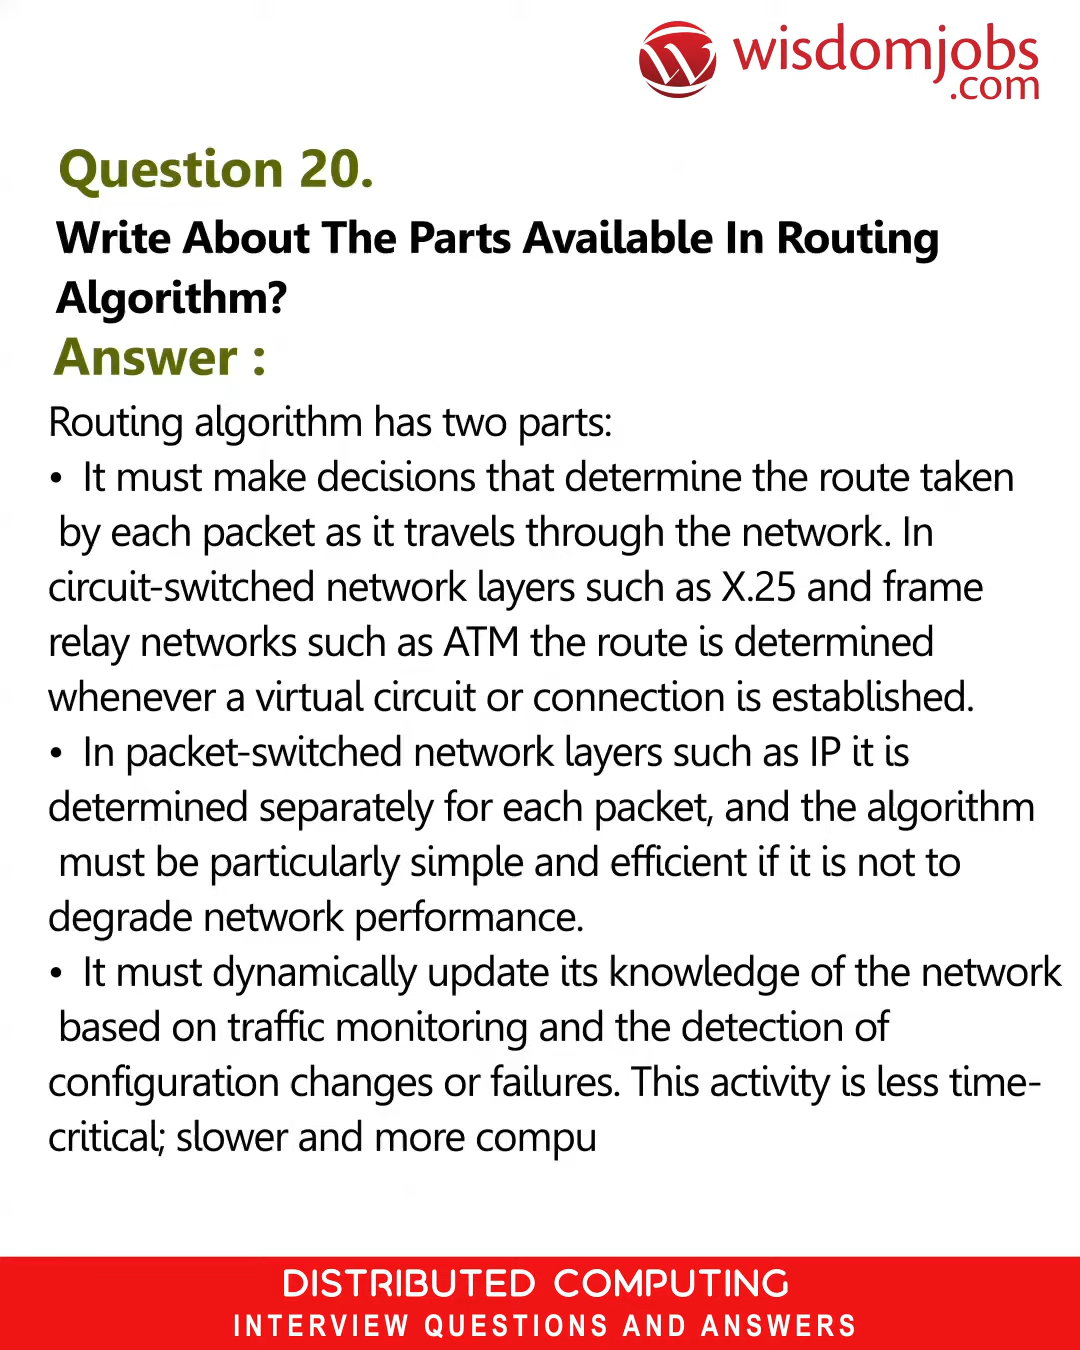 wisdomjobs
.com
Question 20.
Write About The Parts Available In Routing
Algorithm?
Answer :
Routing algorithm has two parts:
• It must make decisions that determine the route taken
by each packet as it travels through the network. In
circuit-switched network layers such as X.25 and frame
relay networks such as ATM the route is determined
whenever a virtual circuit or connection is established.
• In packet-switched network layers such as IP it is
determined separately for each packet, and the algorithm
must be particularly simple and efficient if it is not to
degrade network performance.
• It must dynamically update its knowledge of the network
based on traffic monitoring and the detection of
configuration changes or failures. This activity is less time-
critical; slower and more compu
DISTRIBUTED COMPUTING
INTERVIEW QUESTIONS AND ANSWERS